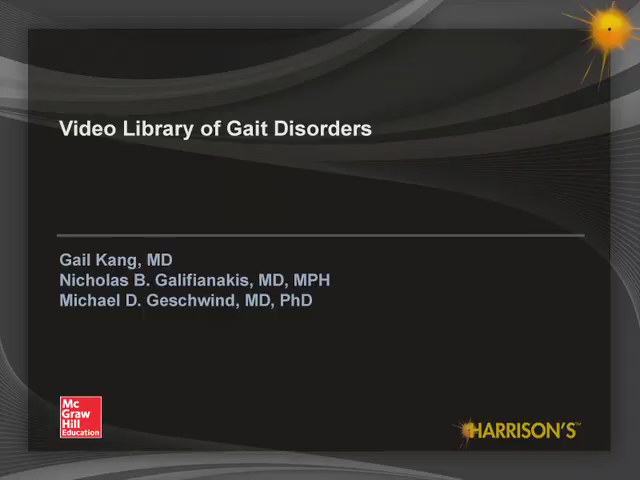 Video Library of Gait Disorders
Gail Kang, MD
Nicholas B. Galifianakis, MD, MPH
Michael D. Geschwind, MD, PhD
Mc
Graw
Hill
Education
HARRISON'S™